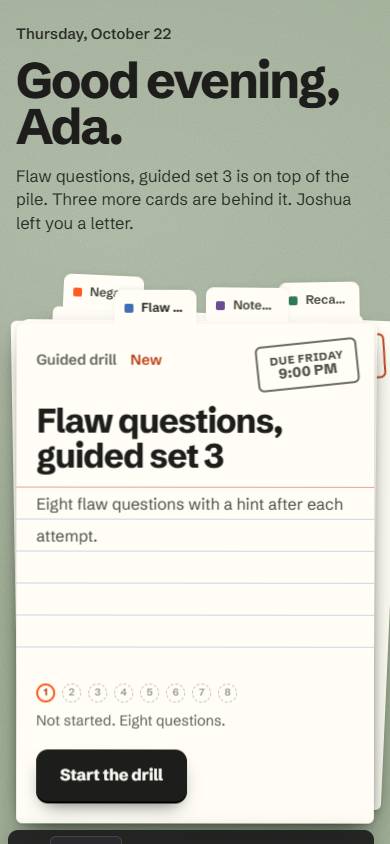 Thursday, October 22
Good evening,
Ada.
Flaw questions, guided set 3 is on top of the
pile. Three more cards are behind it. Joshua
left you a letter.
Flaw ...
Note...
Reca...
Guided drill New
DUE FRIDAY
9:00 PM
Flaw questions,
guided set 3
Eight flaw questions with a hint after each
attempt.
1 2 3 4 5 6 7 8
Not started. Eight questions.
Start the drill